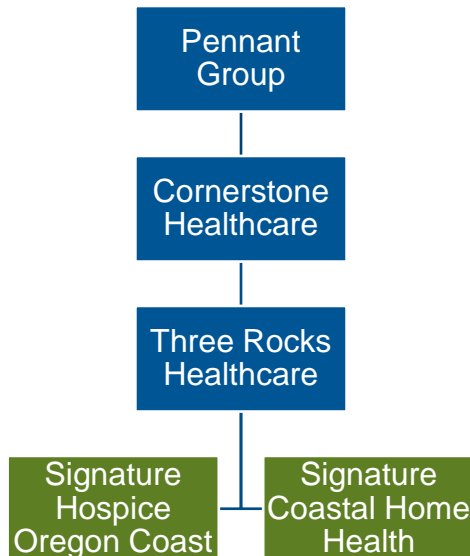 Pennant
Group
Cornerstone
Healthcare
Three Rocks
Healthcare
Signature
Hospice
Oregon Coast
Signature
Coastal Home
Health